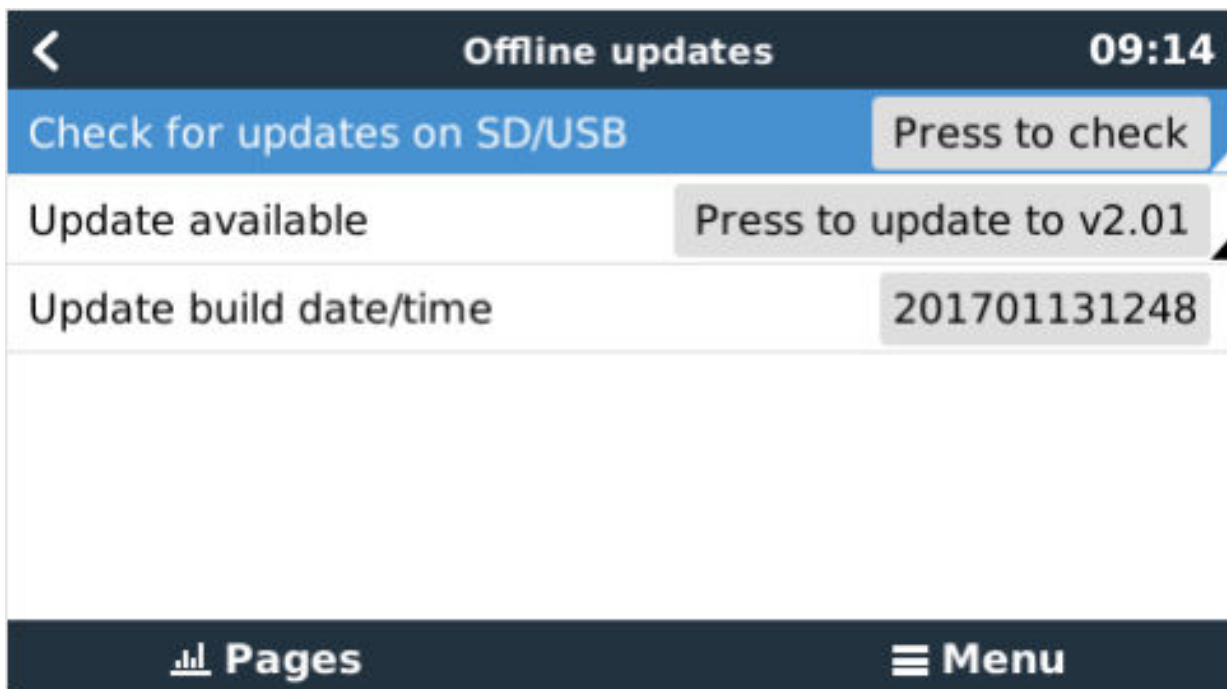 Offline updates 09:14
Check for updates on SD/USB Press to check
Update available Press to update to v2.01
Update build date/time 201701131248
Pages Menu